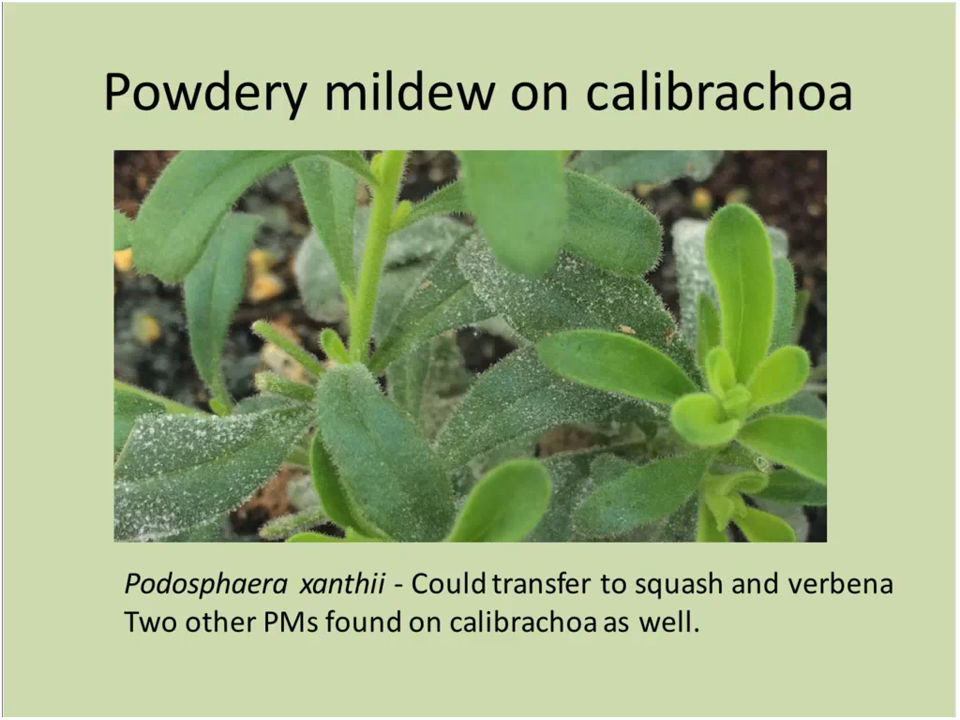 Powdery mildew on calibrachoa
Podosphaera xanthii - Could transfer to squash and verbena
Two other PMs found on calibrachoa as well.